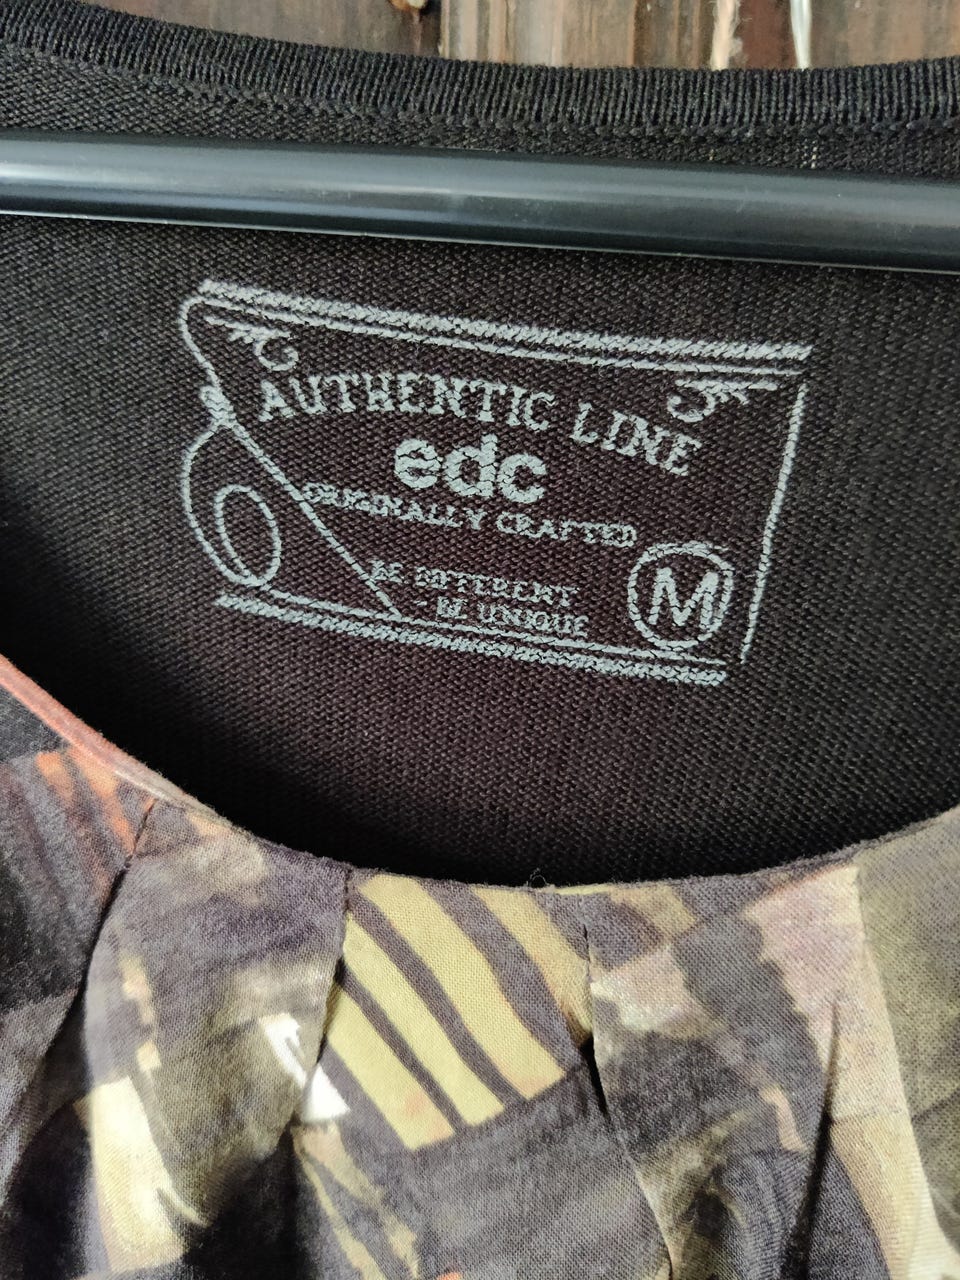 AUTHENTIC LINE
edc
ORIGINALLY CRAFTED
BE DIFFERENT
- BE UNIQUE
M